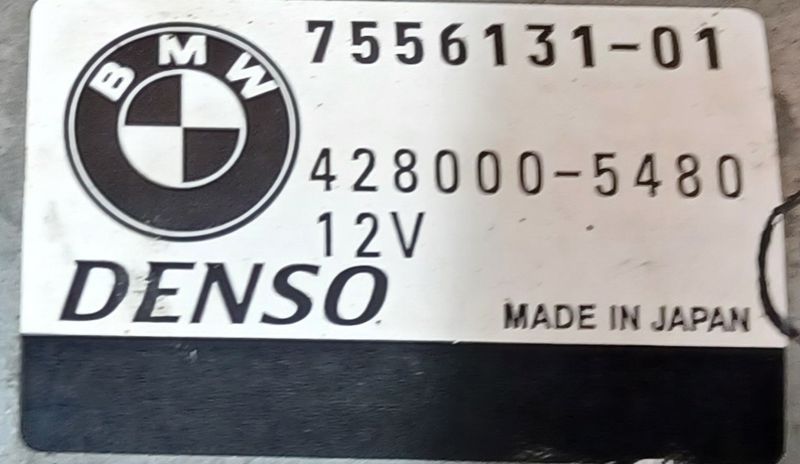 BMW
7556131-01
428000-5480
12V
DENSO
MADE IN JAPAN